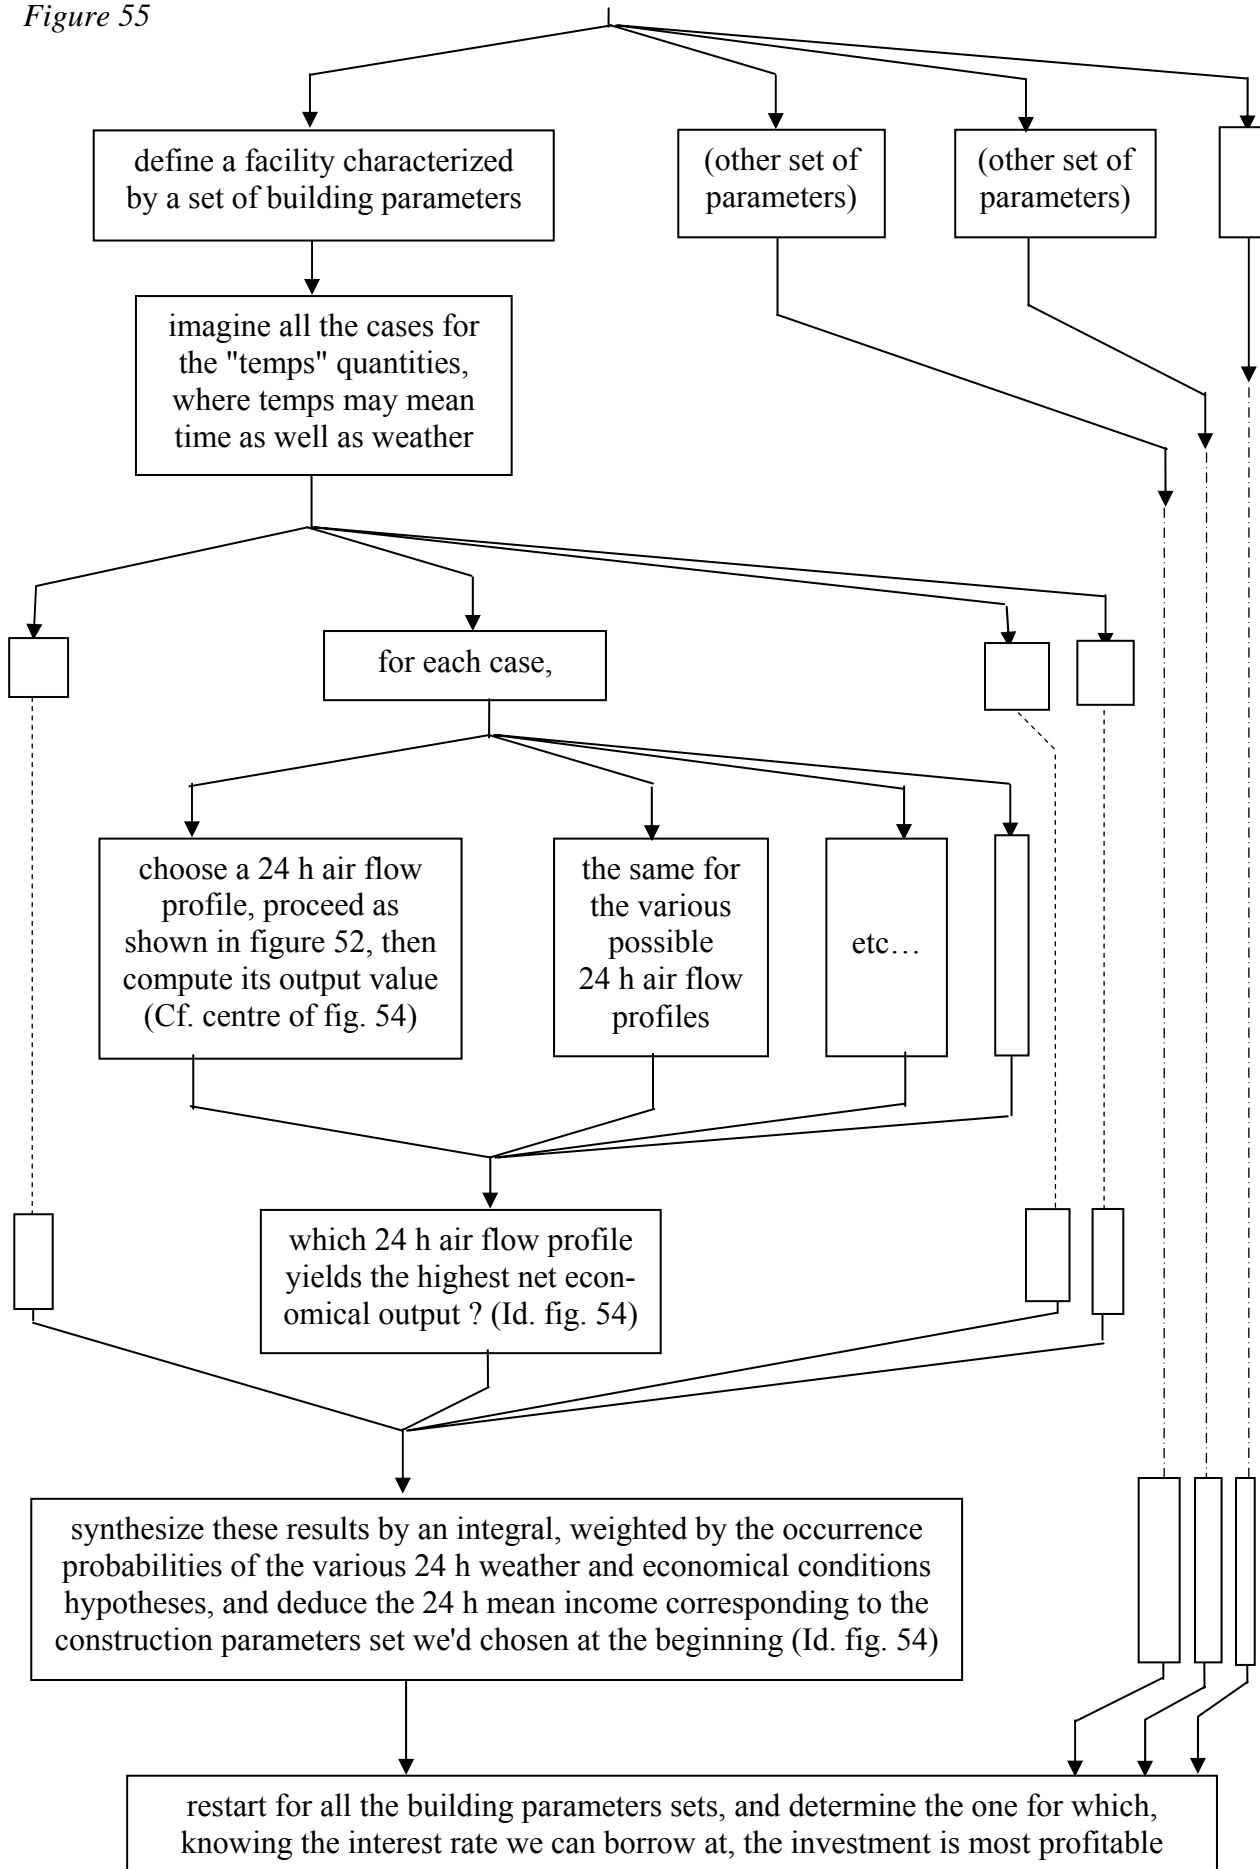 Figure 55
define a facility characterized
by a set of building parameters
(other set of
parameters)
(other set of
parameters)
imagine all the cases for
the "temps" quantities,
where temps may mean
time as well as weather
for each case,
choose a 24 h air flow
profile, proceed as
shown in figure 52, then
compute its output value
(Cf. centre of fig. 54)
the same for
the various
possible
24 h air flow
profiles
etc…
which 24 h air flow profile
yields the highest net econ-
omical output ? (Id. fig. 54)
synthesize these results by an integral, weighted by the occurrence
probabilities of the various 24 h weather and economical conditions
hypotheses, and deduce the 24 h mean income corresponding to the
construction parameters set we'd chosen at the beginning (Id. fig. 54)
restart for all the building parameters sets, and determine the one for which,
knowing the interest rate we can borrow at, the investment is most profitable